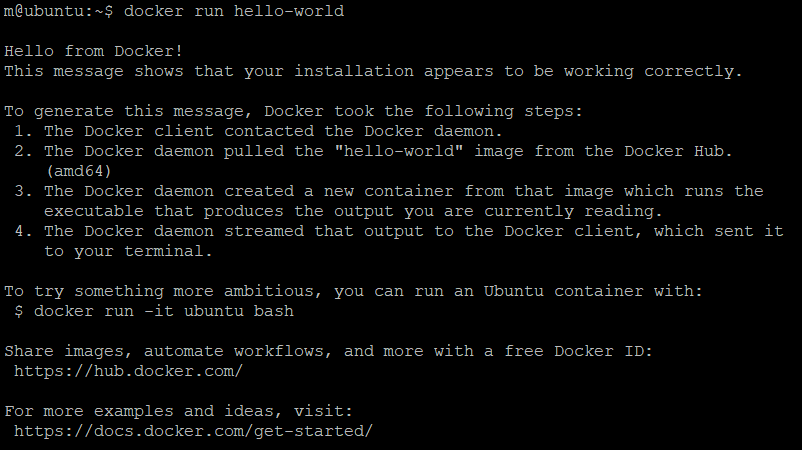 m@ubuntu:~$ docker run hello-world
Hello from Docker!
This message shows that your installation appears to be working correctly.
To generate this message, Docker took the following steps:
1. The Docker client contacted the Docker daemon.
2. The Docker daemon pulled the "hello-world" image from the Docker Hub.
(amd64)
3. The Docker daemon created a new container from that image which runs the
executable that produces the output you are currently reading.
4. The Docker daemon streamed that output to the Docker client, which sent it
to your terminal.
To try something more ambitious, you can run an Ubuntu container with:
$ docker run -it ubuntu bash
Share images, automate workflows, and more with a free Docker ID:
https://hub.docker.com/
For more examples and ideas, visit:
https://docs.docker.com/get-started/